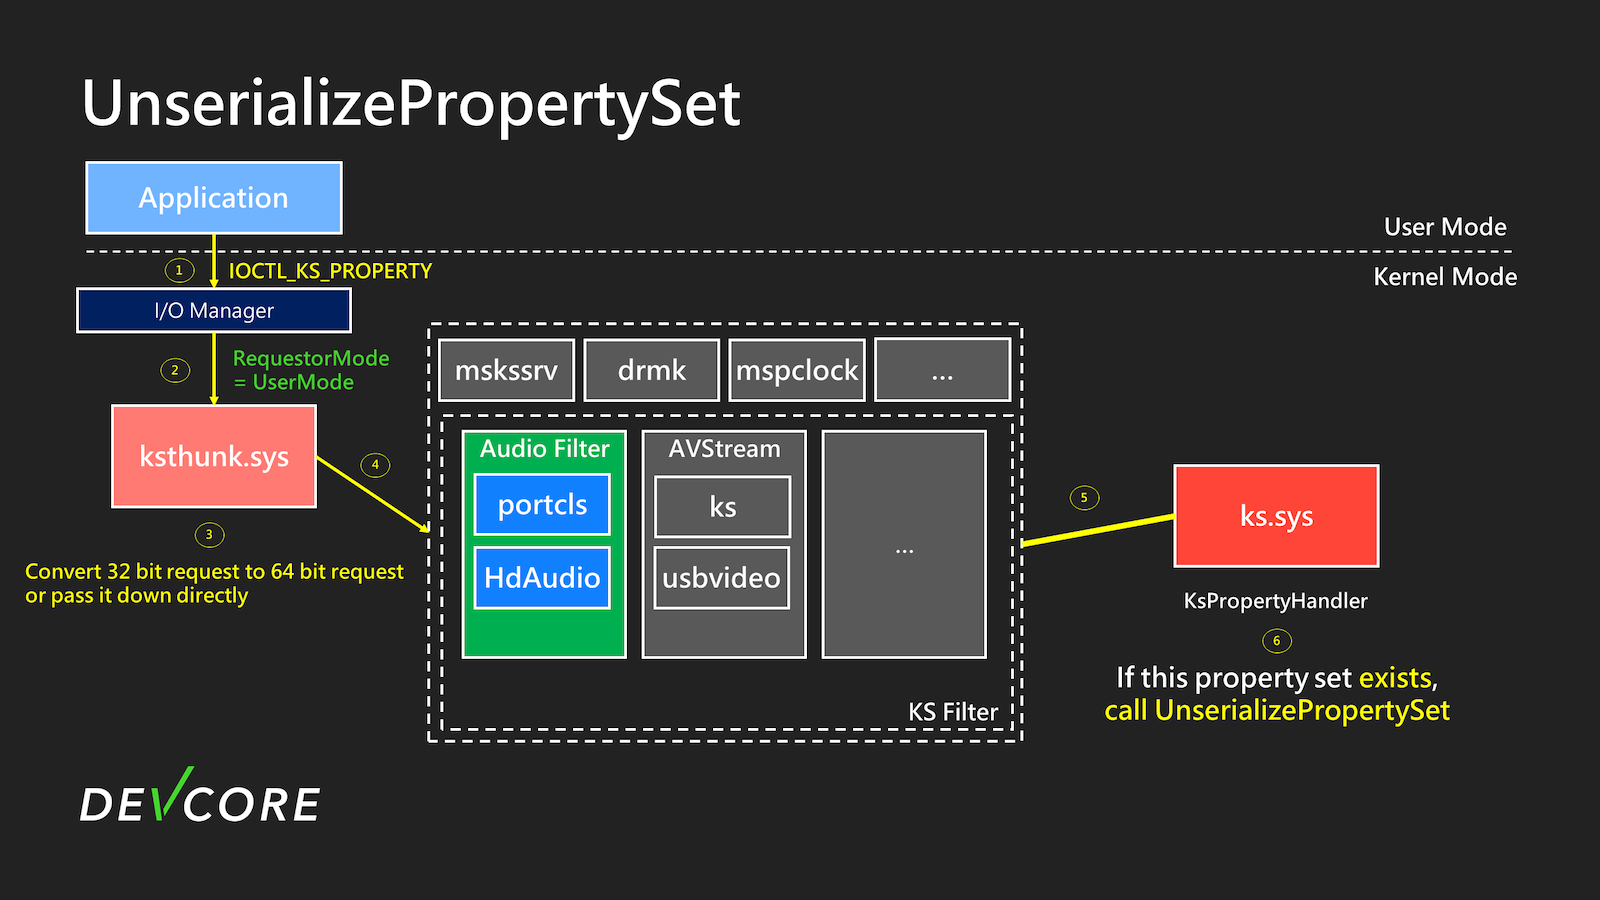 UnserializePropertySet
Application
User Mode
1
IOCTL_KS_PROPERTY
Kernel Mode
I/O Manager
2
RequestorMode
= UserMode
mskssrv
drmk
mspclock
...
ksthunk.sys
4
Audio Filter
portcls
HdAudio
AVStream
ks
usbvideo
...
KS Filter
3
Convert 32 bit request to 64 bit request
or pass it down directly
5
ks.sys
KsPropertyHandler
6
If this property set exists,
call UnserializePropertySet
DEVCORE